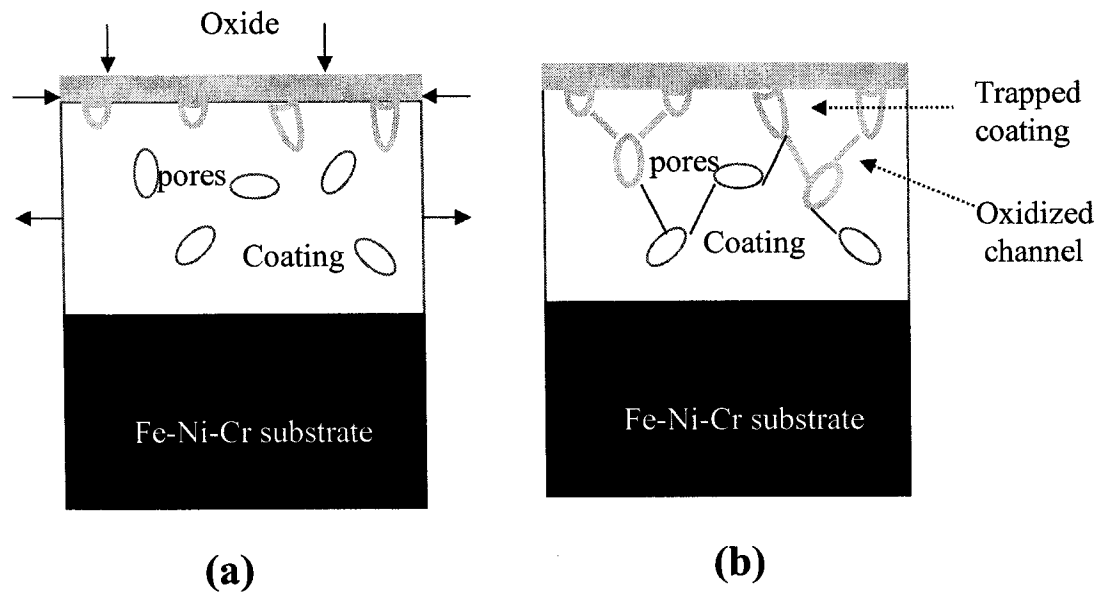 Oxide
pores
Coating
Fe-Ni-Cr substrate
(a)
pores
Coating
Fe-Ni-Cr substrate
(b)
Trapped
coating
Oxidized
channel